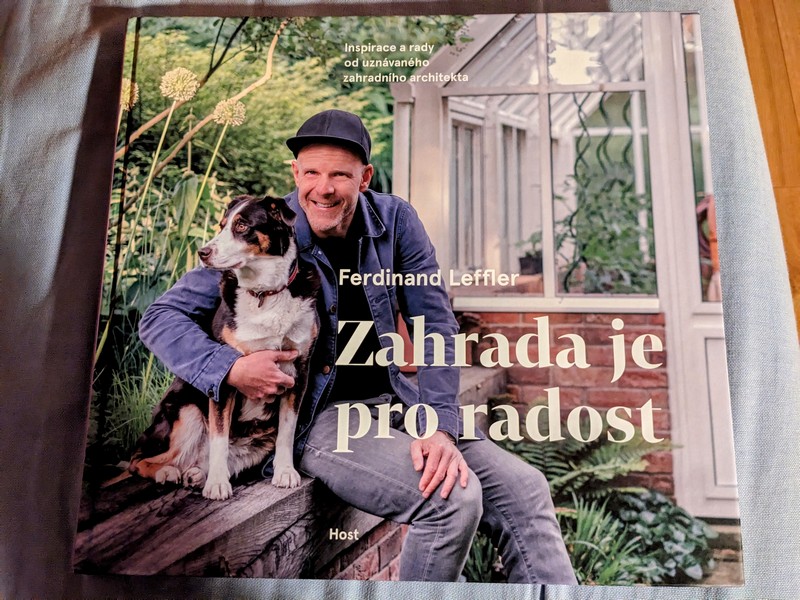 Inspirace a rady
od uznávaného
zahradního architekta
Ferdinand Leffler
Zahrada je
pro radost
Host